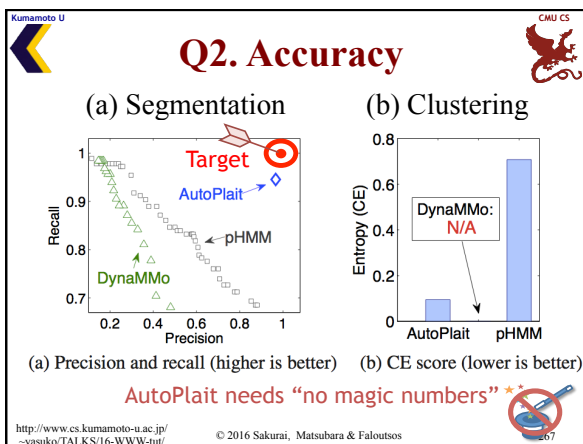 Kumamoto U
CMU CS
Q2. Accuracy
(a) Segmentation
(b) Clustering
Target
AutoPlait
pHMM
DynaMMo
1
0.9
0.8
0.7
Recall
0.2 0.4 0.6 0.8 1
Precision
0.8
0.6
0.4
0.2
0
Entropy (CE)
DynaMMo:
N/A
AutoPlait pHMM
(a) Precision and recall (higher is better)
(b) CE score (lower is better)
AutoPlait needs “no magic numbers”
http://www.cs.kumamoto-u.ac.jp/
~yasuko/TALKS/16-WWW-tut/
© 2016 Sakurai, Matsubara & Faloutsos
267